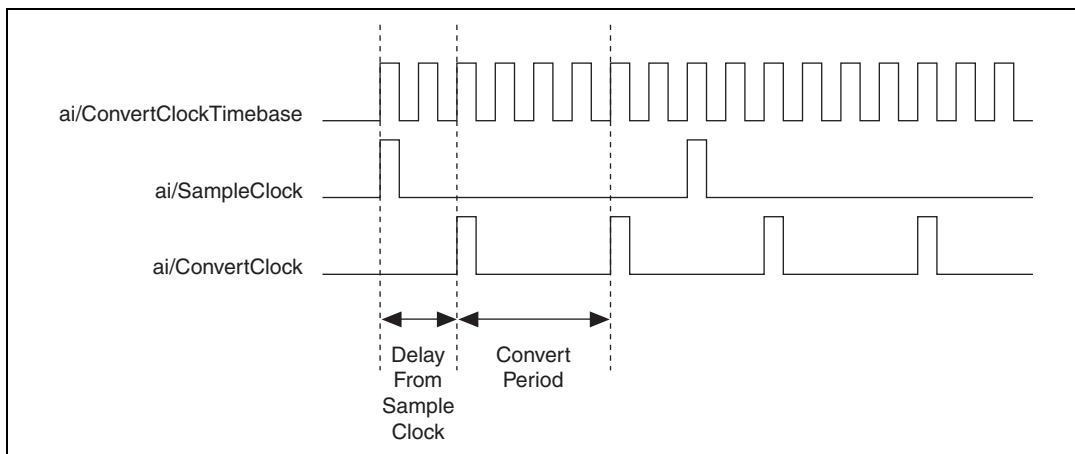 ai/ConvertClockTimebase
ai/SampleClock
ai/ConvertClock
Delay
From
Sample
Clock
Convert
Period